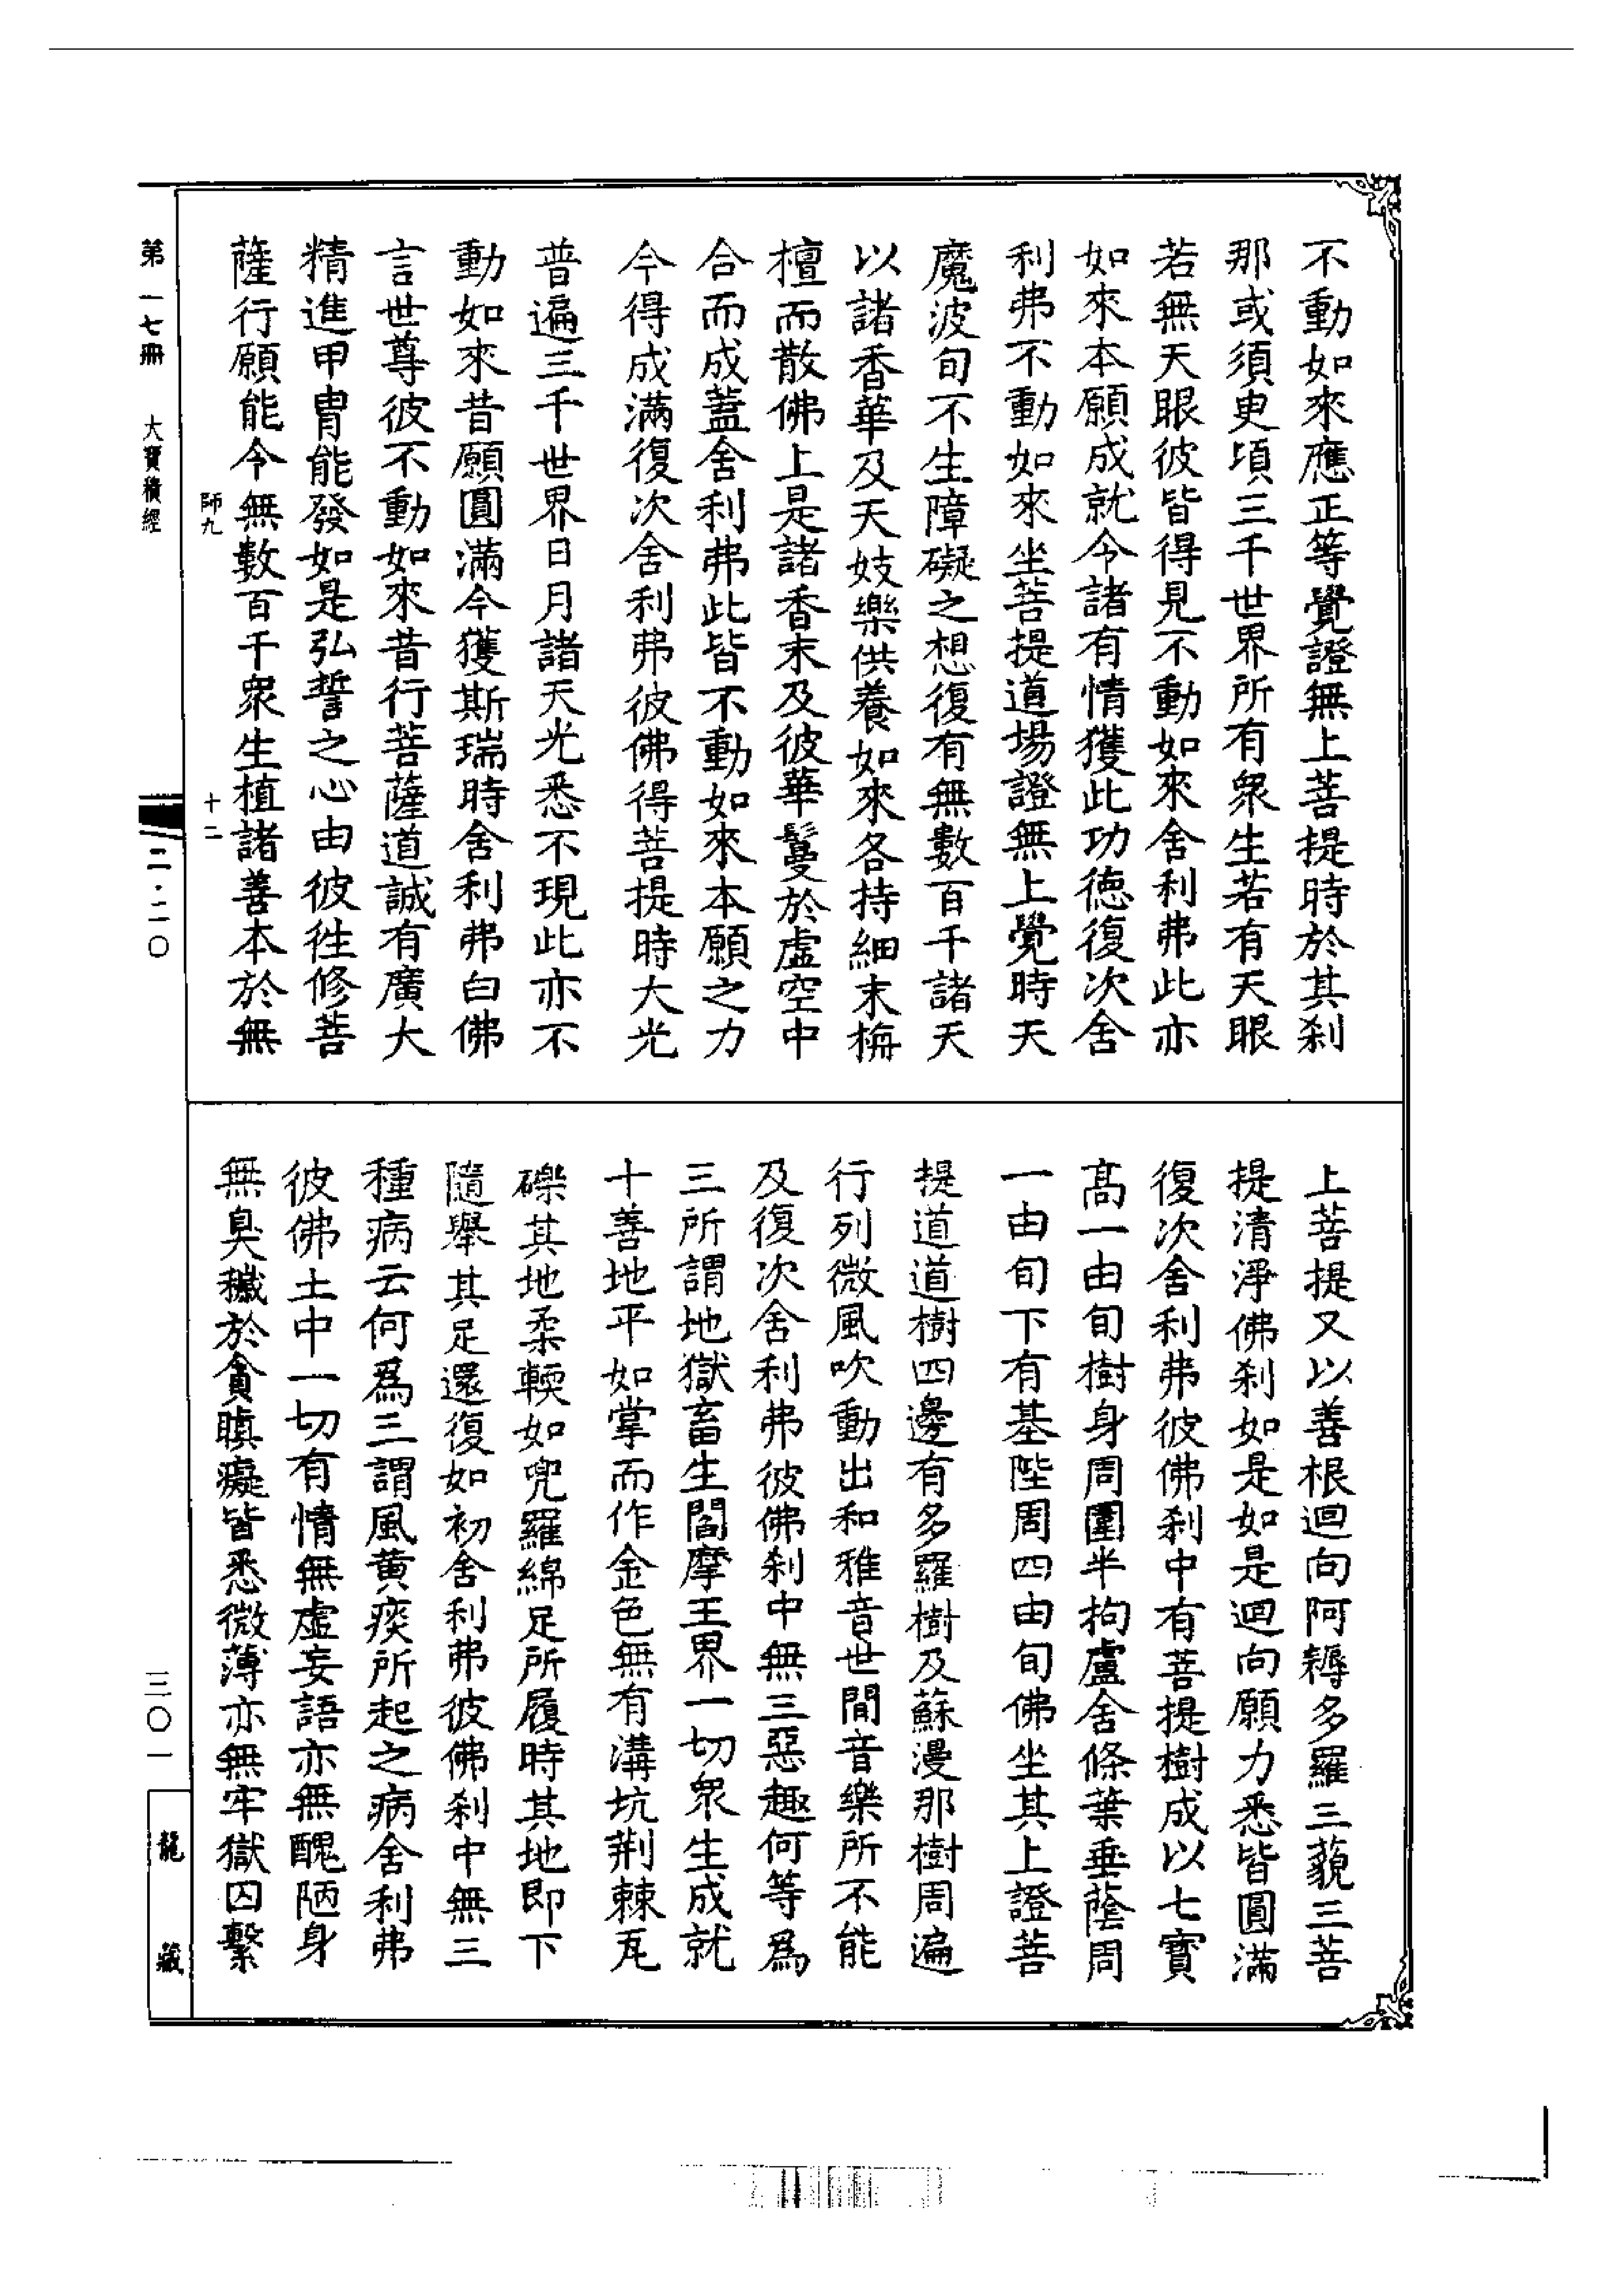 不動如來應正等覺證無上菩提時於其刹
那或須臾頃三千世界所有衆生若有天眼
若無天眼彼皆得見不動如來舍利弗此亦
如來本願成就令諸有情獲此功德復次舍
利弗不動如來坐菩提道場證無上覺時天
魔波旬不生障礙之想復有無數百千諸天
以諸香華及天妓樂供養如來各持細末栴
檀而散佛上是諸香末及彼華鬘於虛空中
合而成蓋舍利弗此皆不動如來本願之力
今得成滿復次舍利弗彼佛得菩提時大光
普遍三千世界日月諸天光悉不現此亦不
動如來昔願圓滿今獲斯瑞時舍利弗白佛
言世尊彼不動如來昔行菩薩道誠有廣大
精進甲冑能發如是弘誓之心由彼往修菩
薩行願能令無數百千衆生植諸善本於無
上菩提又以善根迴向阿耨多羅三藐三菩
提清淨佛刹如是如是迴向願力悉皆圓滿
復次舍利弗彼佛刹中有菩提樹成以七寶
高一由旬樹身周圍半拘盧舍條葉垂蔭周
一由旬下有基陛周四由旬佛坐其上證菩
提道道樹四邊有多羅樹及蘇漫那樹周遍
行列微風吹動出和雅音世間音樂所不能
及復次舍利弗彼佛刹中無三惡趣何等爲
三所謂地獄畜生閻摩王界一切衆生成就
十善地平如掌而作金色無有溝坑荆棘瓦
礫其地柔輭如兜羅綿足所履時其地即下
隨舉其足還復如初舍利弗彼佛刹中無三
種病云何爲三謂風黄痰所起之病舍利弗
彼佛土中一切有情無虛妄語亦無醜陋身
無臭穢於貪瞋癡皆悉微薄亦無牢獄囚繫
師九
十二
第一七冊 大寶積經
二·二〇
三〇一
龍藏